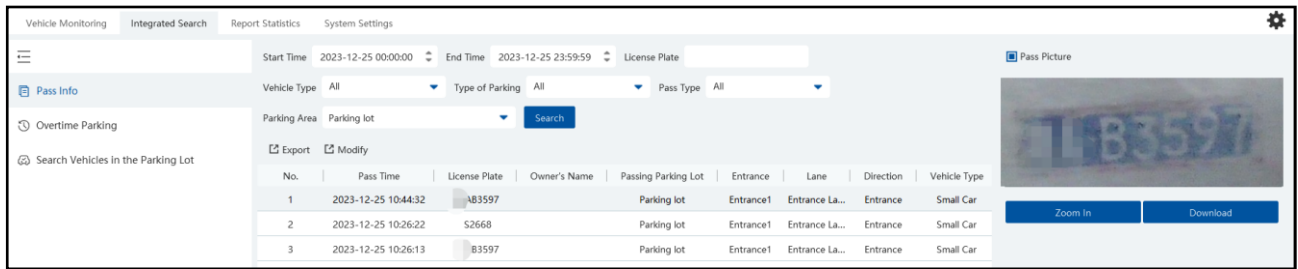 Vehicle Monitoring Integrated Search Report Statistics System Settings
Start Time 2023-12-25 00:00:00 End Time 2023-12-25 23:59:59 License Plate
Pass Picture
Pass Info
Vehicle Type All Type of Parking All Pass Type All
Overtime Parking
Parking Area Parking lot Search
Search Vehicles in the Parking Lot
Export Modify
B3597
No. Pass Time License Plate Owner's Name Passing Parking Lot Entrance Lane Direction Vehicle Type
1 2023-12-25 10:44:32 AB3597 Parking lot Entrance1 Entrance La... Entrance Small Car
Zoom In Download
2 2023-12-25 10:26:22 S2668 Parking lot Entrance1 Entrance La... Entrance Small Car
3 2023-12-25 10:26:13 B3597 Parking lot Entrance1 Entrance La... Entrance Small Car